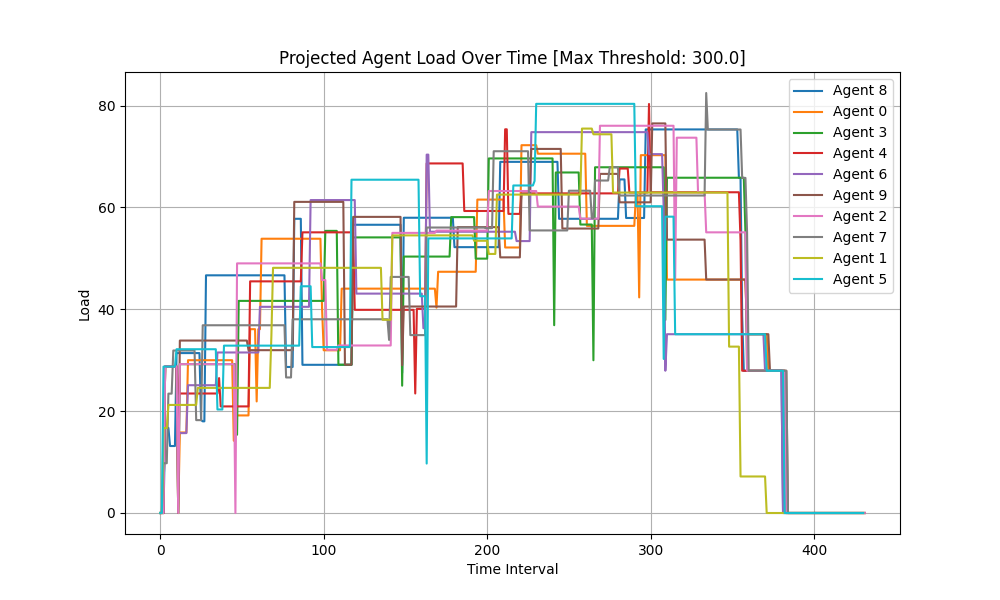 Projected Agent Load Over Time [Max Threshold: 300.0]
Load
80
60
40
20
0
0 100 200 300 400
Time Interval
Agent 8
Agent 0
Agent 3
Agent 4
Agent 6
Agent 9
Agent 2
Agent 7
Agent 1
Agent 5